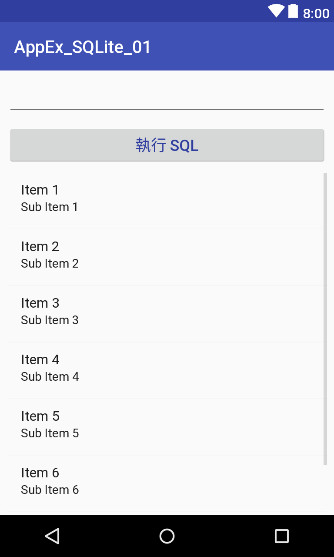 8:00
AppEx_SQLite_01
執行 SQL
Item 1
Sub Item 1
Item 2
Sub Item 2
Item 3
Sub Item 3
Item 4
Sub Item 4
Item 5
Sub Item 5
Item 6
Sub Item 6